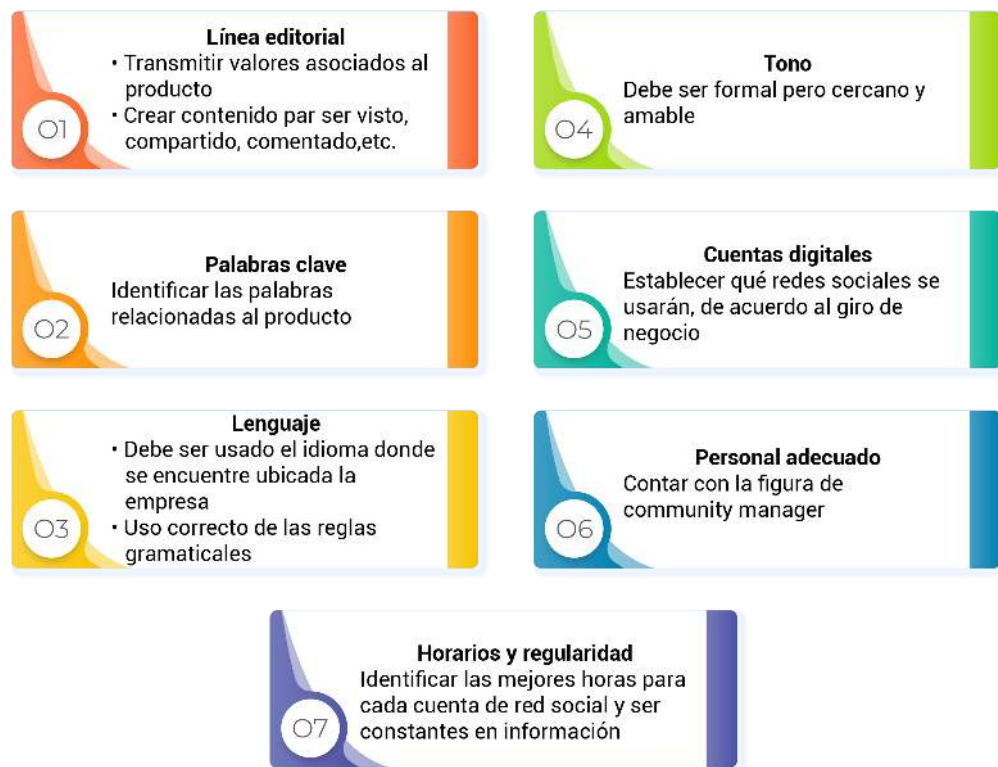 Línea editorial
• Transmitir valores asociados al
producto
• Crear contenido par ser visto,
compartido, comentado,etc.
01
Palabras clave
Identificar las palabras
relacionadas al producto
02
Lenguaje
• Debe ser usado el idioma donde
se encuentre ubicada la
empresa
• Uso correcto de las reglas
gramaticales
03
Tono
Debe ser formal pero cercano y
amable
04
Cuentas digitales
Establecer qué redes sociales se
usarán, de acuerdo al giro de
negocio
05
Personal adecuado
Contar con la figura de
community manager
06
Horarios y regularidad
Identificar las mejores horas para
cada cuenta de red social y ser
constantes en información
07